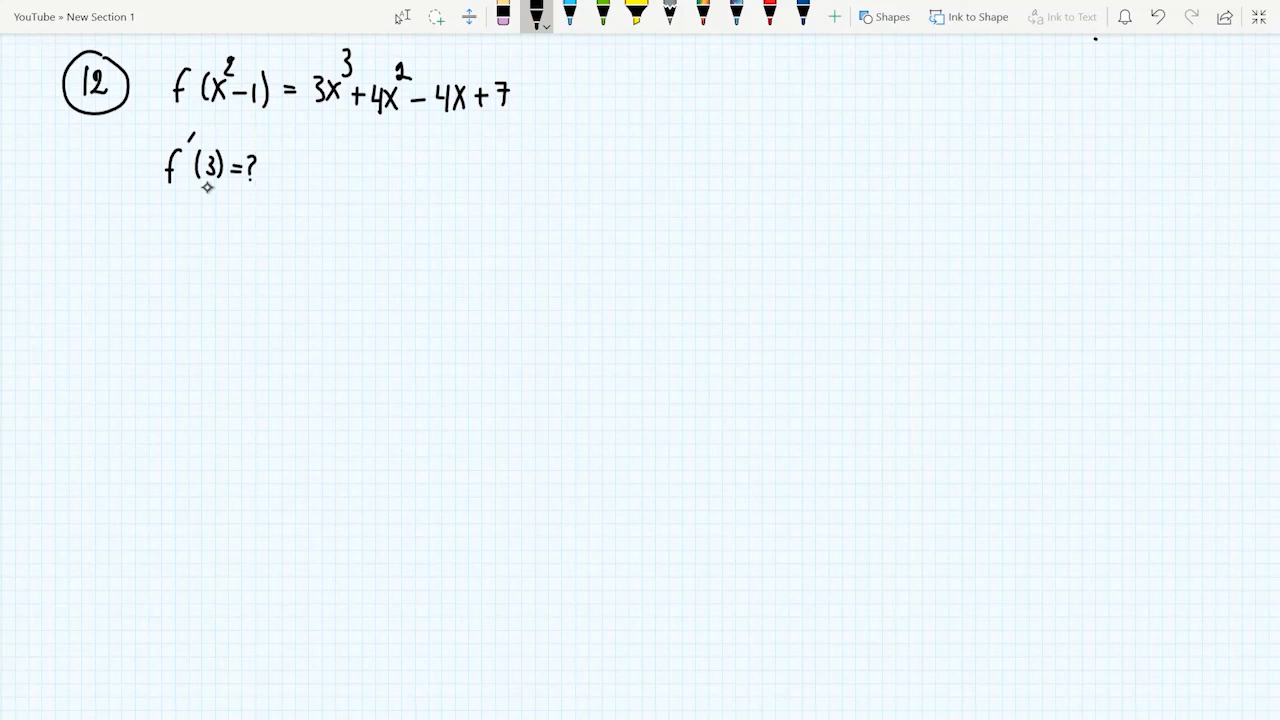 Youtube » New Section 1
Shapes
Ink to Shape
Ink to Text
12 f(x²-1) = 3x³+4x²-4x+7
f'(3)=?